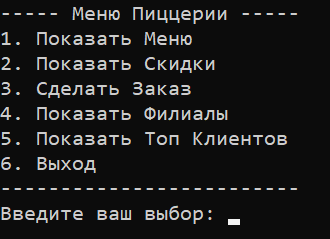 ----- Меню Пиццерии -----
1. Показать Меню
2. Показать Скидки
3. Сделать Заказ
4. Показать Филиалы
5. Показать Топ Клиентов
6. Выход
-------------------------
Введите ваш выбор: _